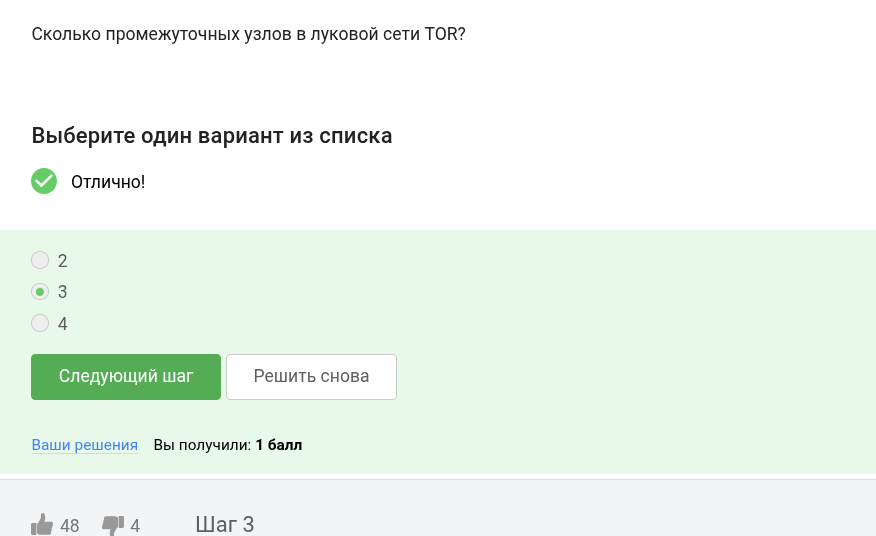 Сколько промежуточных узлов в луковой сети TOR?
Выберите один вариант из списка
Отлично!
2
3
4
Следующий шаг Решить снова
Ваши решения Вы получили: 1 балл
48 4 Шаг 3